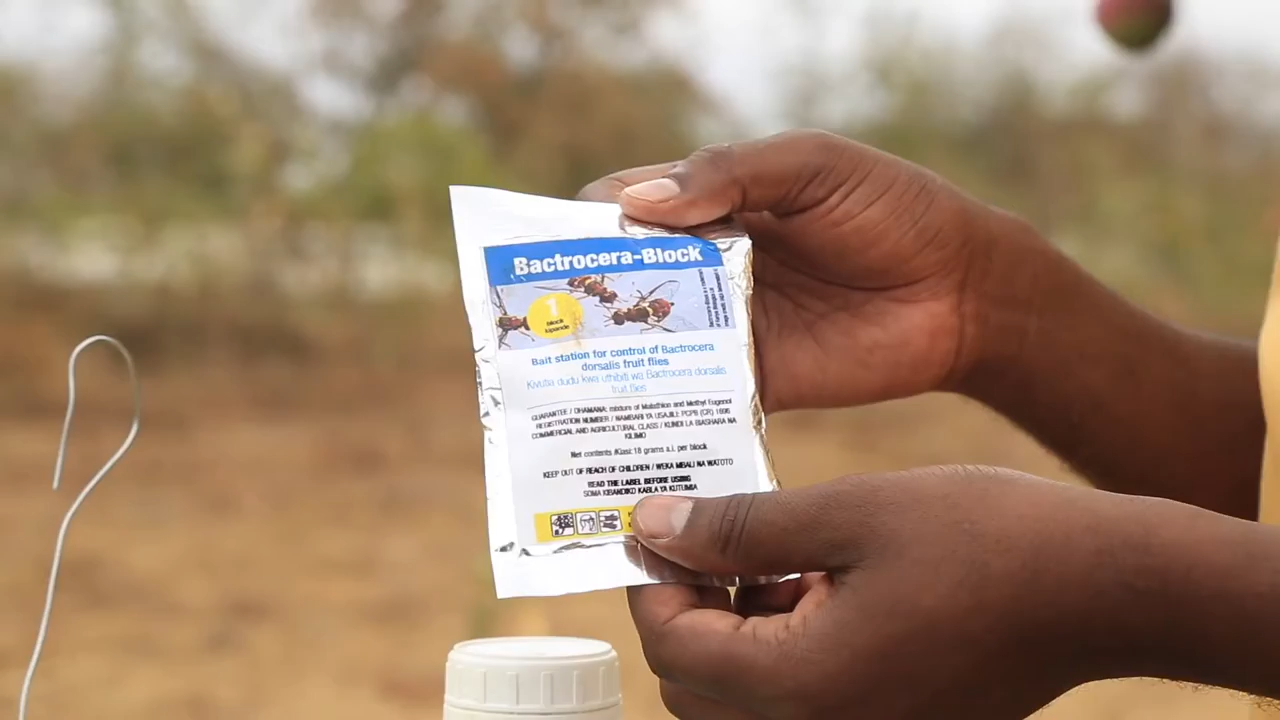 Bactrocera-Block
1
block
kipande
Bait station for control of Bactrocera
dorsalis fruit flies
Kivutia dudu kwa uthibiti wa Bactrocera dorsalis
fruit flies
GUARANTEE / DHAMANA: mixture of Malathion and Methyl Eugenol
REGISTRATION NUMBER / NAMBARI YA USAJILI: PCPB (CR) 1696
COMMERCIAL AND AGRICULTURAL CLASS / KUNDI LA BIASHARA NA
KILIMO
Net contents /Kiasi: 18 grams a.i. per block
KEEP OUT OF REACH OF CHILDREN / WEKA MBALI NA WATOTO
READ THE LABEL BEFORE USING
SOMA KIBANDIKO KABLA YA KUTUMIA